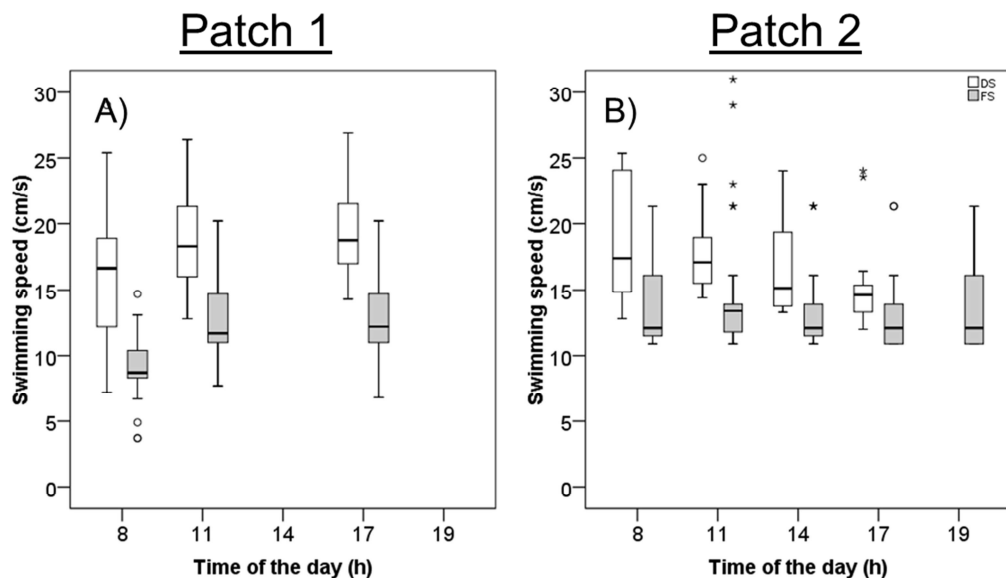 Patch 1
Patch 2
A)
Swimming speed (cm/s)
30
25
20
15
10
5
0
8
11
14
17
19
Time of the day (h)
B)
DS
FS
Swimming speed (cm/s)
30
25
20
15
10
5
0
8
11
14
17
19
Time of the day (h)